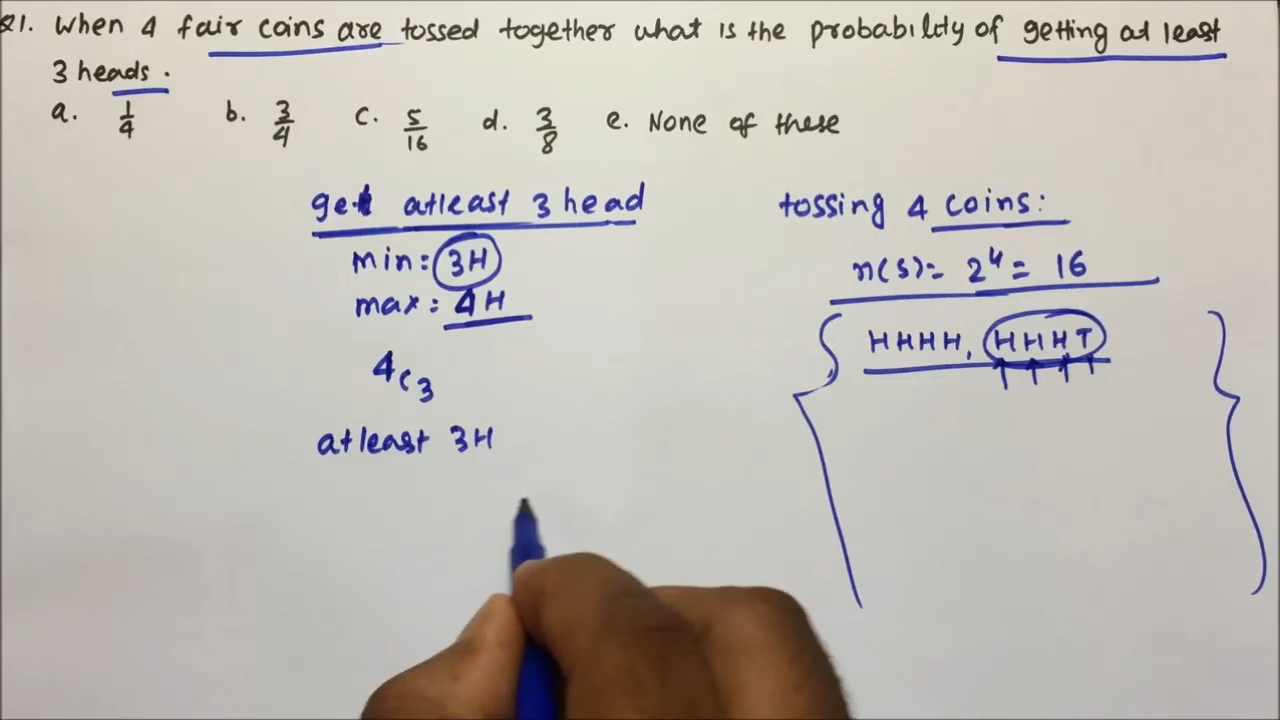 Q1. When 4 fair coins are tossed together what is the probability of getting at least
3 heads.
a. 1/4 b. 3/4 c. 5/16 d. 3/8 e. None of these
get atleast 3 head
min: 3H
max: 4H
4C3
atleast 3H
tossing 4 coins:
n(s)= 2⁴ = 16
{ HHHH, HHHT }